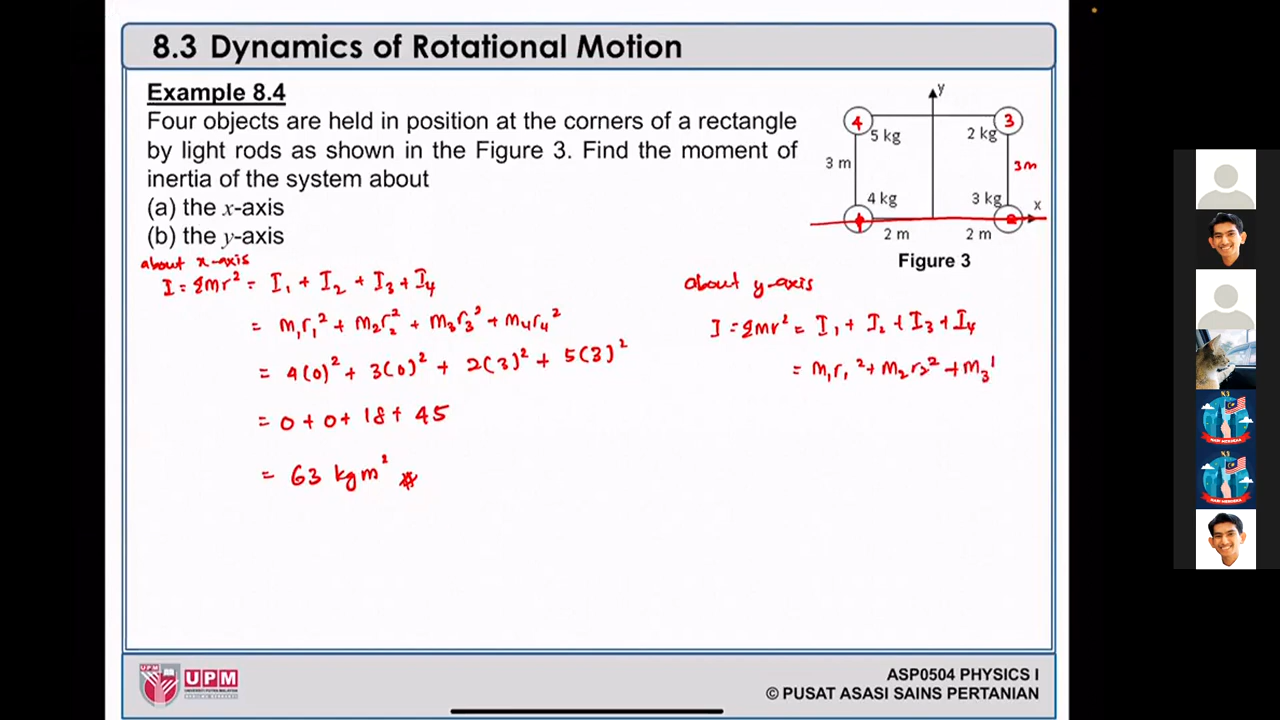 8.3 Dynamics of Rotational Motion
Example 8.4
Four objects are held in position at the corners of a rectangle
by light rods as shown in the Figure 3. Find the moment of
inertia of the system about
(a) the x-axis
(b) the y-axis
y
4
3
5 kg
2 kg
3 m
3m
4 kg
3 kg
x
1
2
2 m
2 m
Figure 3
about x-axis
I = Σmr² = I₁ + I₂ + I₃ + I₄
= m₁r₁² + m₂r₂² + m₃r₃² + m₄r₄²
= 4(0)² + 3(0)² + 2(3)² + 5(3)²
= 0 + 0 + 18 + 45
= 63 kgm²
about y-axis
I = Σmr² = I₁ + I₂ + I₃ + I₄
= m₁r₁² + m₂r₂² + m₃
UPM
ASP0504 PHYSICS I
© PUSAT ASASI SAINS PERTANIAN